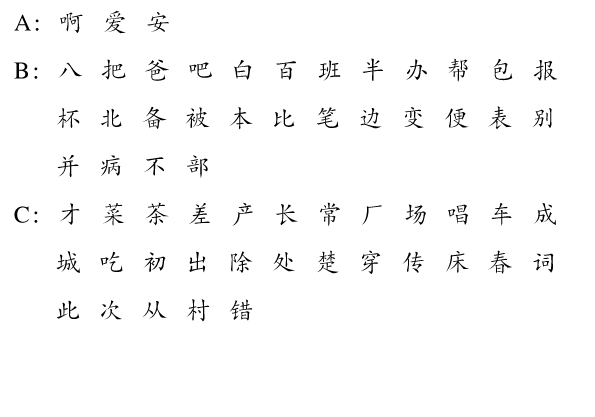 A: 啊 爱 安
B: 八 把 爸 吧 白 百 班 半 办 帮 包 报
杯 北 备 被 本 比 笔 边 变 便 表 别
并 病 不 部
C: 才 菜 茶 差 产 长 常 厂 场 唱 车 成
城 吃 初 出 除 处 楚 穿 传 床 春 词
此 次 从 村 错